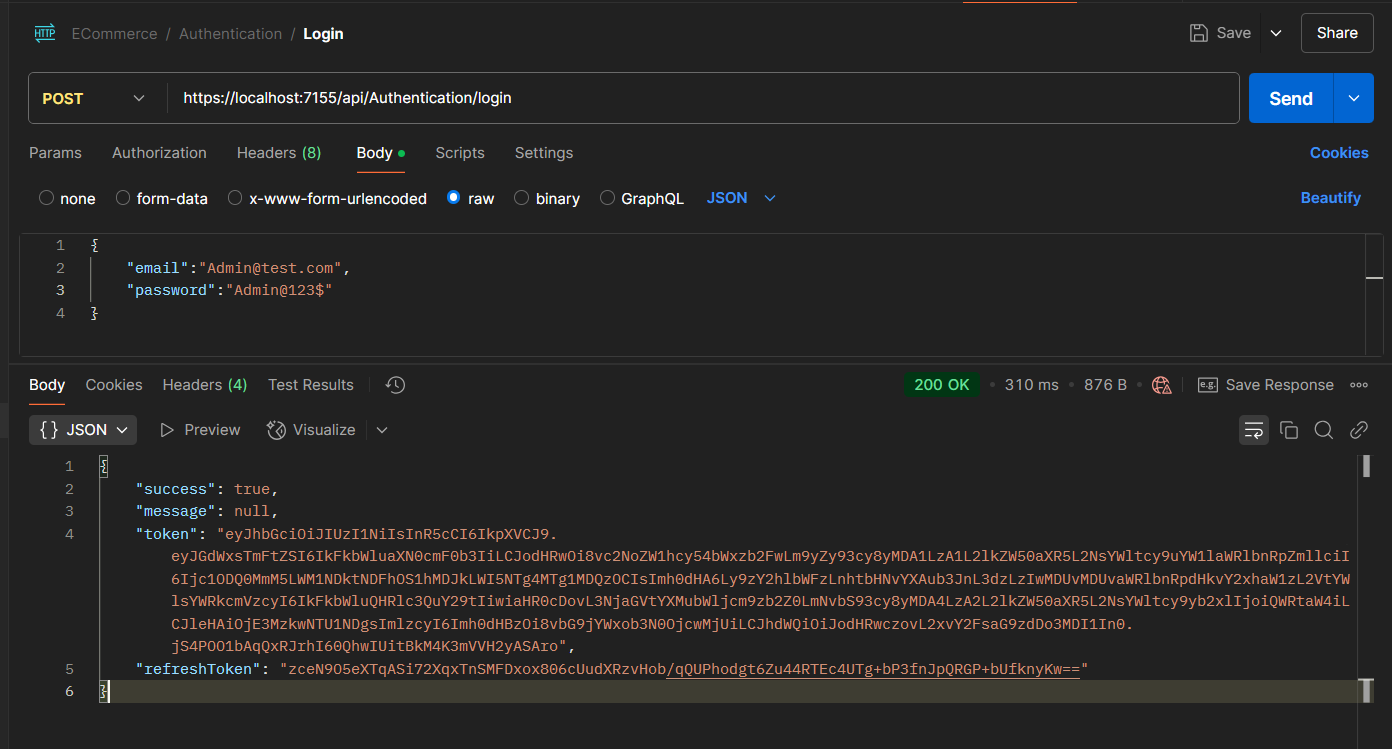 HTTP ECommerce / Authentication / Login Save Share
POST https://localhost:7155/api/Authentication/login Send
Params Authorization Headers (8) Body Scripts Settings Cookies
none form-data x-www-form-urlencoded raw binary GraphQL JSON Beautify
1 {
2 "email":"Admin@test.com",
3 "password":"Admin@123$"
4 }
Body Cookies Headers (4) Test Results 200 OK 310 ms 876 B e.g. Save Response
{} JSON Preview Visualize
1 {
2 "success": true,
3 "message": null,
4 "token": "eyJhbGciOiJIUzI1NiIsInR5cCI6IkpXVCJ9.
eyJGdWxsTmFtZSI6IkFkbWluaXN0cmF0b3IiLCJodHRwOi8vc2NoZW1hcy54bWxzb2FwLm9yZy93cy8yMDA1LzA1L2lkZW50aXR5L2NsYWltcy9uYW1laWRlbnRpZmllciI
6Ijc1ODQ0MmM5LWM1NDktNDFhOS1hMDJkLWI5NTg4MTg1MDQzOCIsImh0dHA6Ly9zY2hlbWFzLnhtbHNvYXAub3JnL3dzLzIwMDUvMDUvaWRlbnRpdHkvY2xhaW1zL2VtYW
lsYWRkcmVzcyI6IkFkbWluQHRlc3QuY29tIiwiaHR0cDovL3NjaGVtYXMubWljcm9zb2Z0LmNvbS93cy8yMDA4LzA2L2lkZW50aXR5L2NsYWltcy9yb2xlIjoiQWRtaW4iL
CJleHAiOjE3MzkwNTU1NDgsImlzcyI6Imh0dHBzOi8vbG9jYWxob3N0OjcwMjUiLCJhdWQiOiJodHRwczovL2xvY2FsaG9zdDo3MDI1In0.
jS4POO1bAqQxRJrhI60QhwIUitBkM4K3mVVH2yASAro",
5 "refreshToken": "zceN9O5eXTqASi72XqxTnSMFDxox806cUudXRzvHob/qQUPhodgt6Zu44RTEc4UTg+bP3fnJpQRGP+bUfknyKw=="
6 }